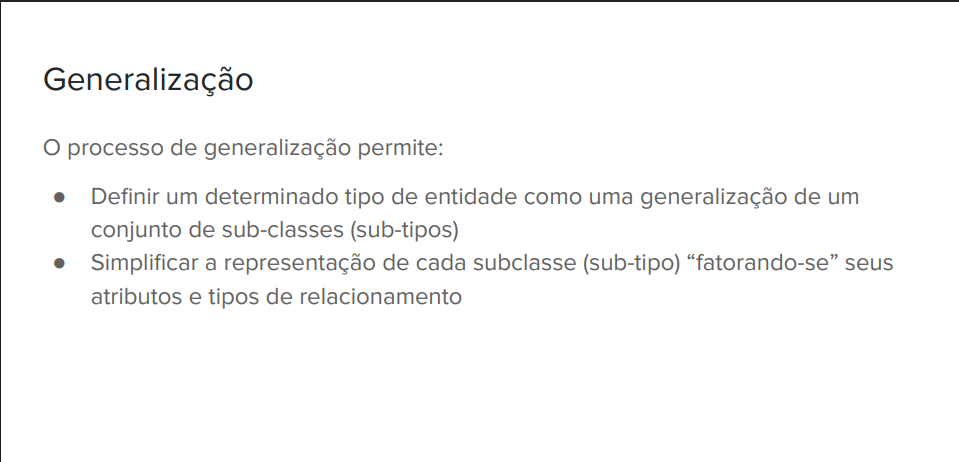 Generalização
O processo de generalização permite:
● Definir um determinado tipo de entidade como uma generalização de um
conjunto de sub-classes (sub-tipos)
● Simplificar a representação de cada subclasse (sub-tipo) “fatorando-se” seus
atributos e tipos de relacionamento